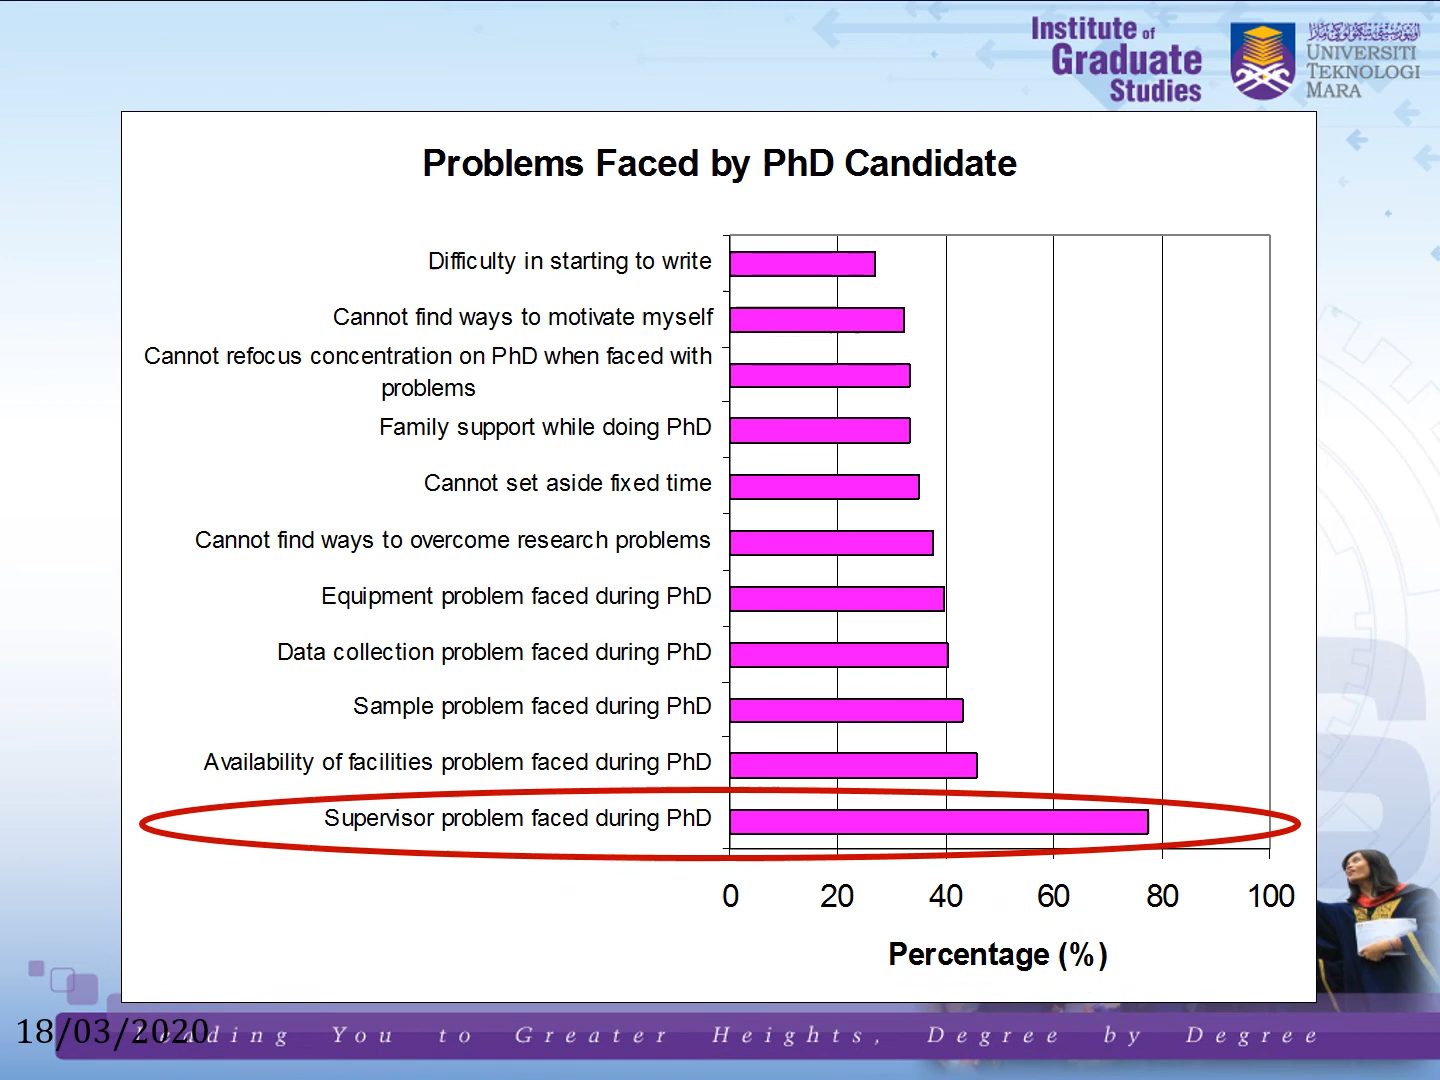 Institute of
Graduate
Studies
UNIVERSITI
TEKNOLOGI
MARA
Problems Faced by PhD Candidate
Difficulty in starting to write
Cannot find ways to motivate myself
Cannot refocus concentration on PhD when faced with
problems
Family support while doing PhD
Cannot set aside fixed time
Cannot find ways to overcome research problems
Equipment problem faced during PhD
Data collection problem faced during PhD
Sample problem faced during PhD
Availability of facilities problem faced during PhD
Supervisor problem faced during PhD
0 20 40 60 80 100
Percentage (%)
18/03/2020
Leading You to Greater Heights, Degree by Degree